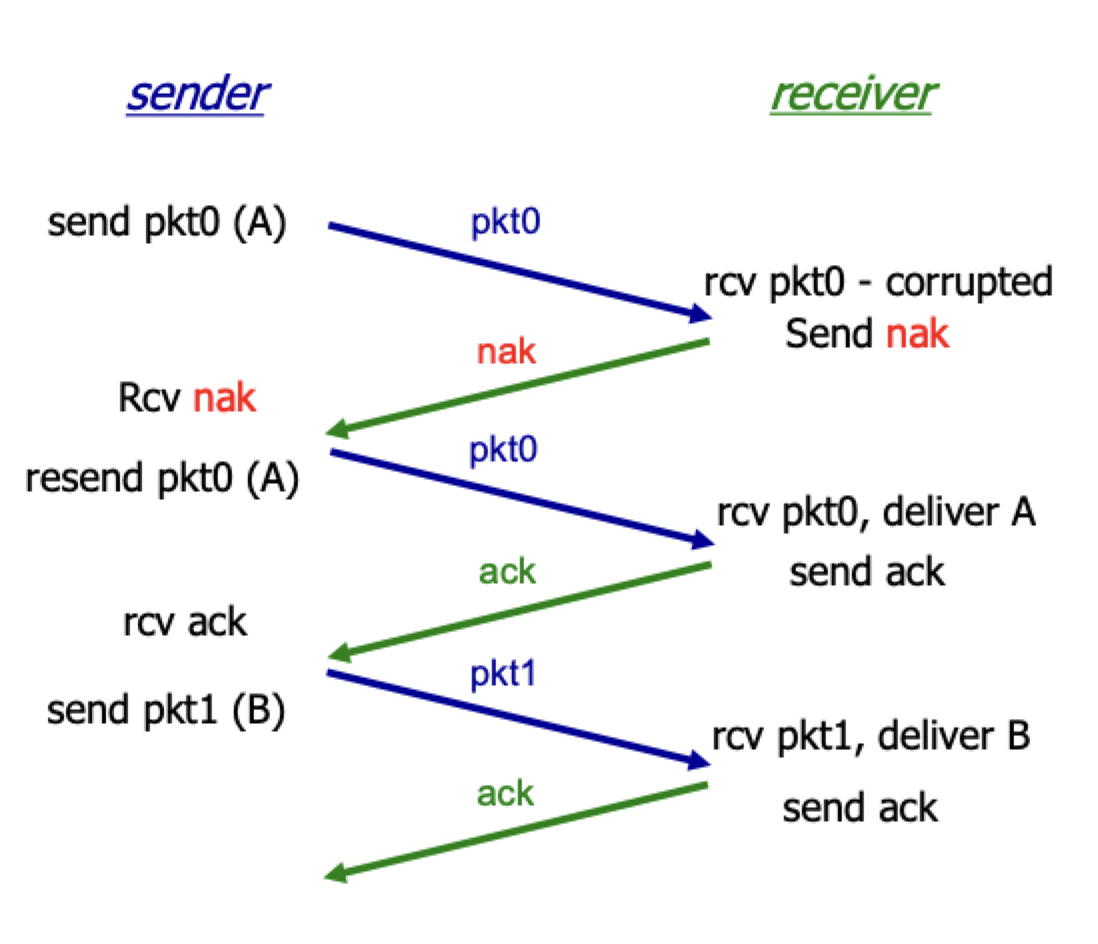 sender
receiver
send pkt0 (A)
pkt0
rcv pkt0 - corrupted
Send nak
nak
Rcv nak
resend pkt0 (A)
pkt0
rcv pkt0, deliver A
send ack
ack
rcv ack
send pkt1 (B)
pkt1
rcv pkt1, deliver B
send ack
ack